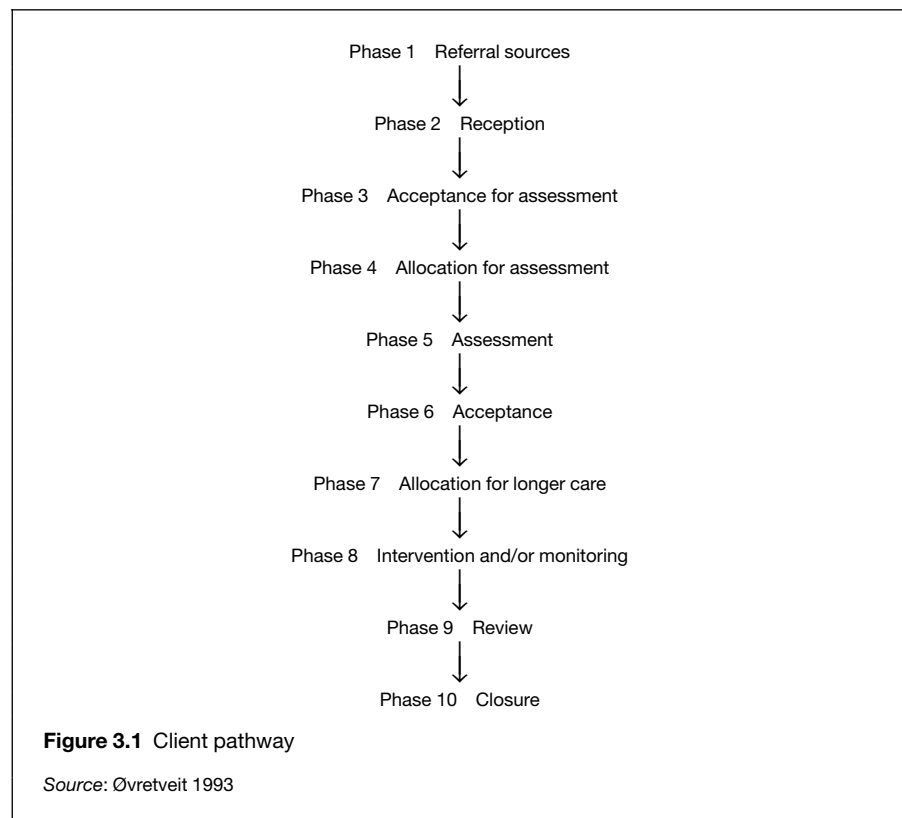 Phase 1 Referral sources
Phase 2 Reception
Phase 3 Acceptance for assessment
Phase 4 Allocation for assessment
Phase 5 Assessment
Phase 6 Acceptance
Phase 7 Allocation for longer care
Phase 8 Intervention and/or monitoring
Phase 9 Review
Phase 10 Closure
Figure 3.1 Client pathway
Source: Øvretveit 1993